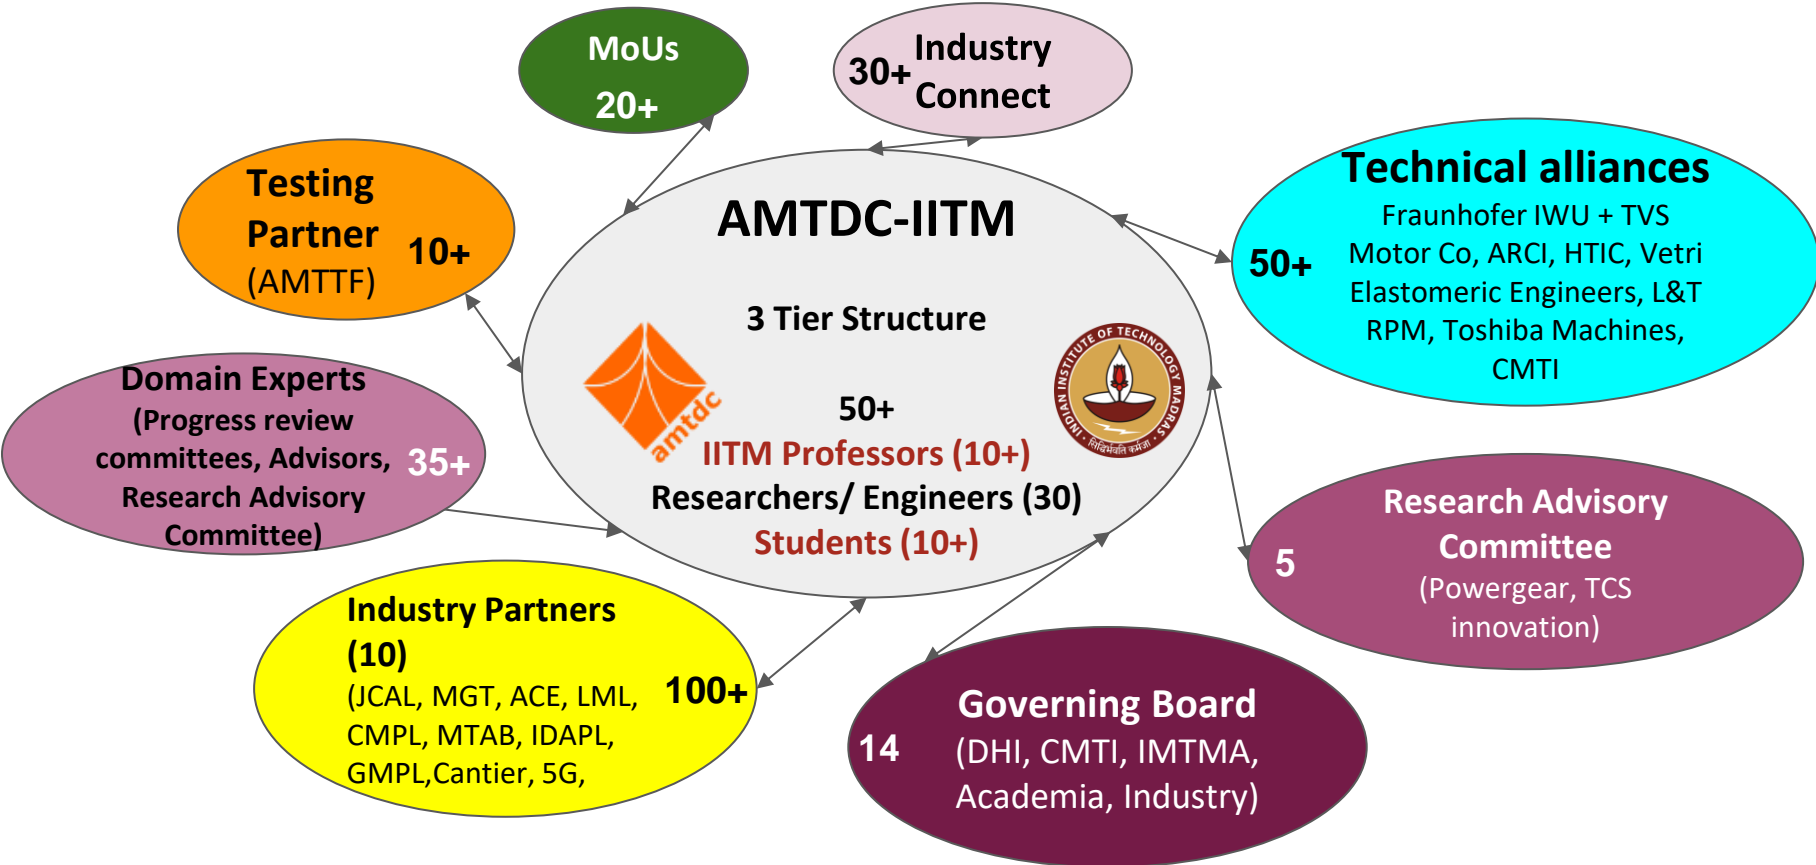 MoUs
20+
30+
Industry
Connect
Testing
Partner
(AMTTF)
10+
AMTDC-IITM
3 Tier Structure
50+
IITM Professors (10+)
Researchers/ Engineers (30)
Students (10+)
amtdc
INDIAN INSTITUTE OF TECHNOLOGY MADRAS
सिद्धिर्भवति कर्मजा
Technical alliances
50+
Fraunhofer IWU + TVS
Motor Co, ARCI, HTIC, Vetri
Elastomeric Engineers, L&T
RPM, Toshiba Machines,
CMTI
Domain Experts
(Progress review
committees, Advisors,
Research Advisory
Committee)
35+
5
Research Advisory
Committee
(Powergear, TCS
innovation)
Industry Partners
(10)
(JCAL, MGT, ACE, LML,
CMPL, MTAB, IDAPL,
GMPL,Cantier, 5G,
100+
14
Governing Board
(DHI, CMTI, IMTMA,
Academia, Industry)